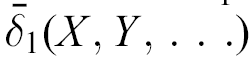 δ̄₁(X, Y, . . .)